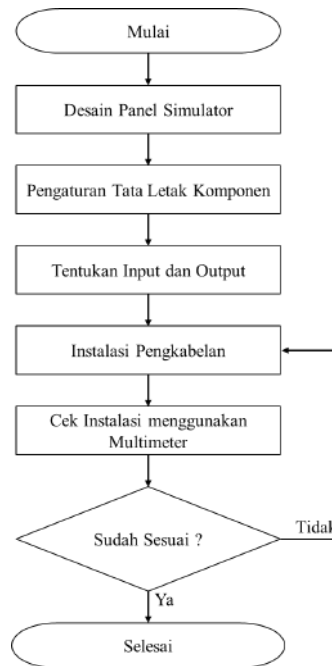 Mulai
Desain Panel Simulator
Pengaturan Tata Letak Komponen
Tentukan Input dan Output
Instalasi Pengkabelan
Cek Instalasi menggunakan
Multimeter
Sudah Sesuai ?
Tidak
Ya
Selesai